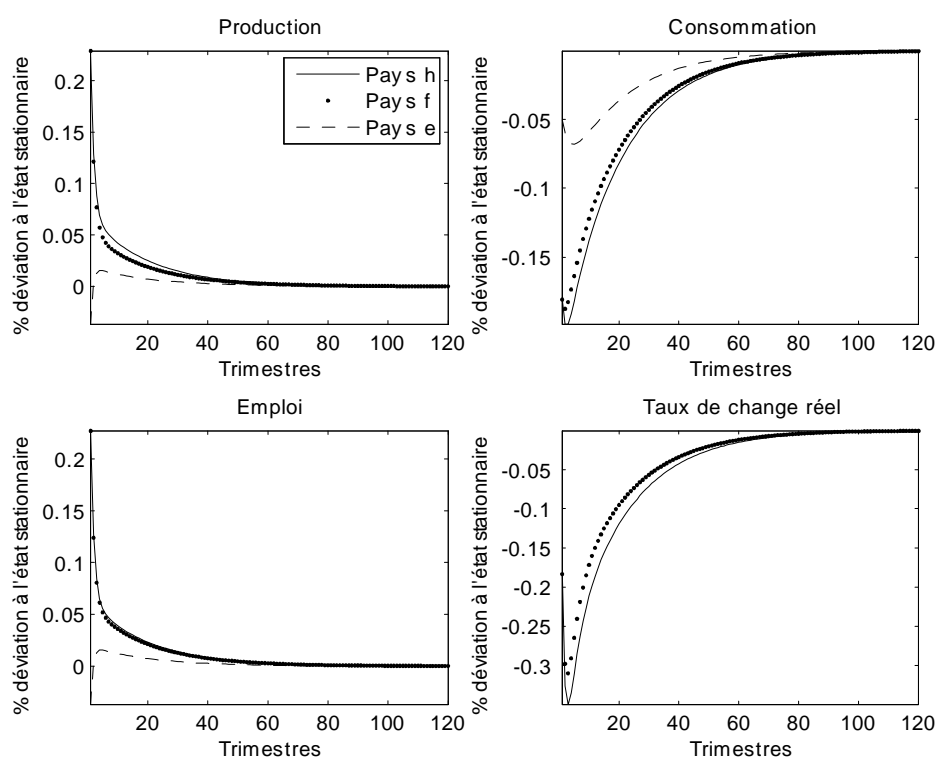 Production
% déviation à l'état stationnaire
0.2
0.15
0.1
0.05
0
Pays h
Pays f
Pays e
20 40 60 80 100 120
Trimestres
Consommation
% déviation à l'état stationnaire
-0.05
-0.1
-0.15
20 40 60 80 100 120
Trimestres
Emploi
% déviation à l'état stationnaire
0.2
0.15
0.1
0.05
0
20 40 60 80 100 120
Trimestres
Taux de change réel
% déviation à l'état stationnaire
-0.05
-0.1
-0.15
-0.2
-0.25
-0.3
20 40 60 80 100 120
Trimestres